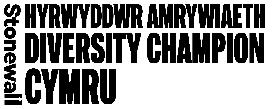 Stonewall
HYRWYDDWR AMRYWIAETH
DIVERSITY CHAMPION
CYMRU